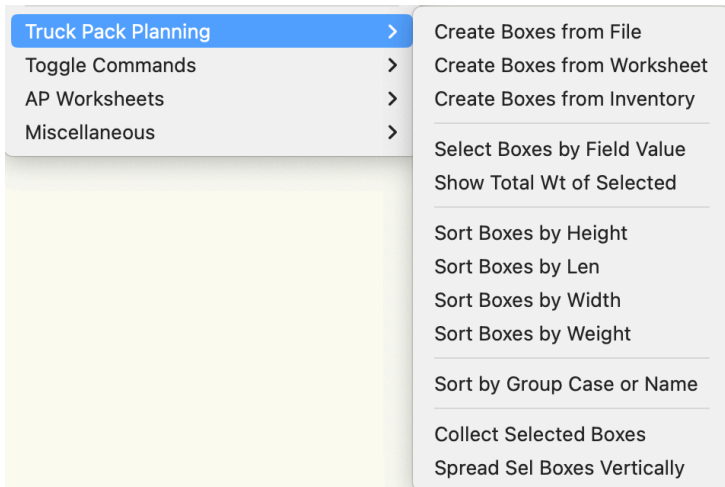 Truck Pack Planning
Toggle Commands
AP Worksheets
Miscellaneous
Create Boxes from File
Create Boxes from Worksheet
Create Boxes from Inventory
Select Boxes by Field Value
Show Total Wt of Selected
Sort Boxes by Height
Sort Boxes by Len
Sort Boxes by Width
Sort Boxes by Weight
Sort by Group Case or Name
Collect Selected Boxes
Spread Sel Boxes Vertically